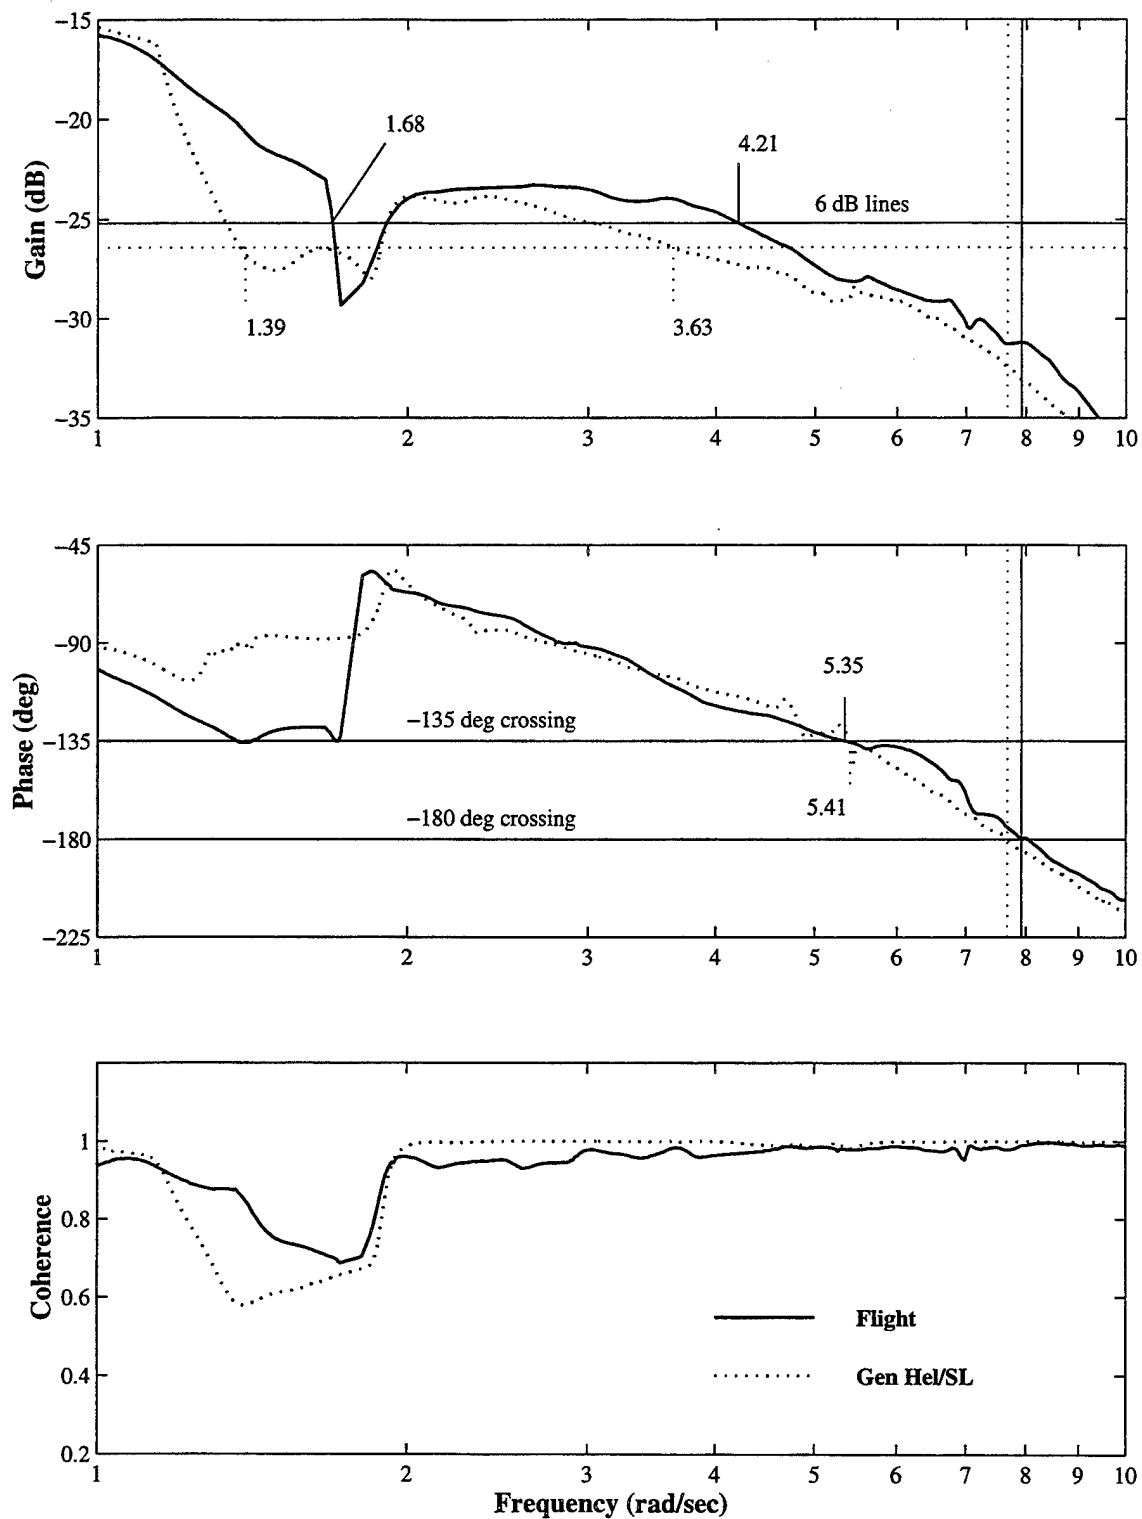 −15
−20
−25
−30
−35
Gain (dB)
1.68
4.21
6 dB lines
1.39
3.63
1 2 3 4 5 6 7 8 9 10
−45
−90
−135
−180
−225
Phase (deg)
5.35
−135 deg crossing
5.41
−180 deg crossing
1 2 3 4 5 6 7 8 9 10
1
0.8
0.6
0.4
0.2
Coherence
Flight
Gen Hel/SL
1 2 3 4 5 6 7 8 9 10
Frequency (rad/sec)